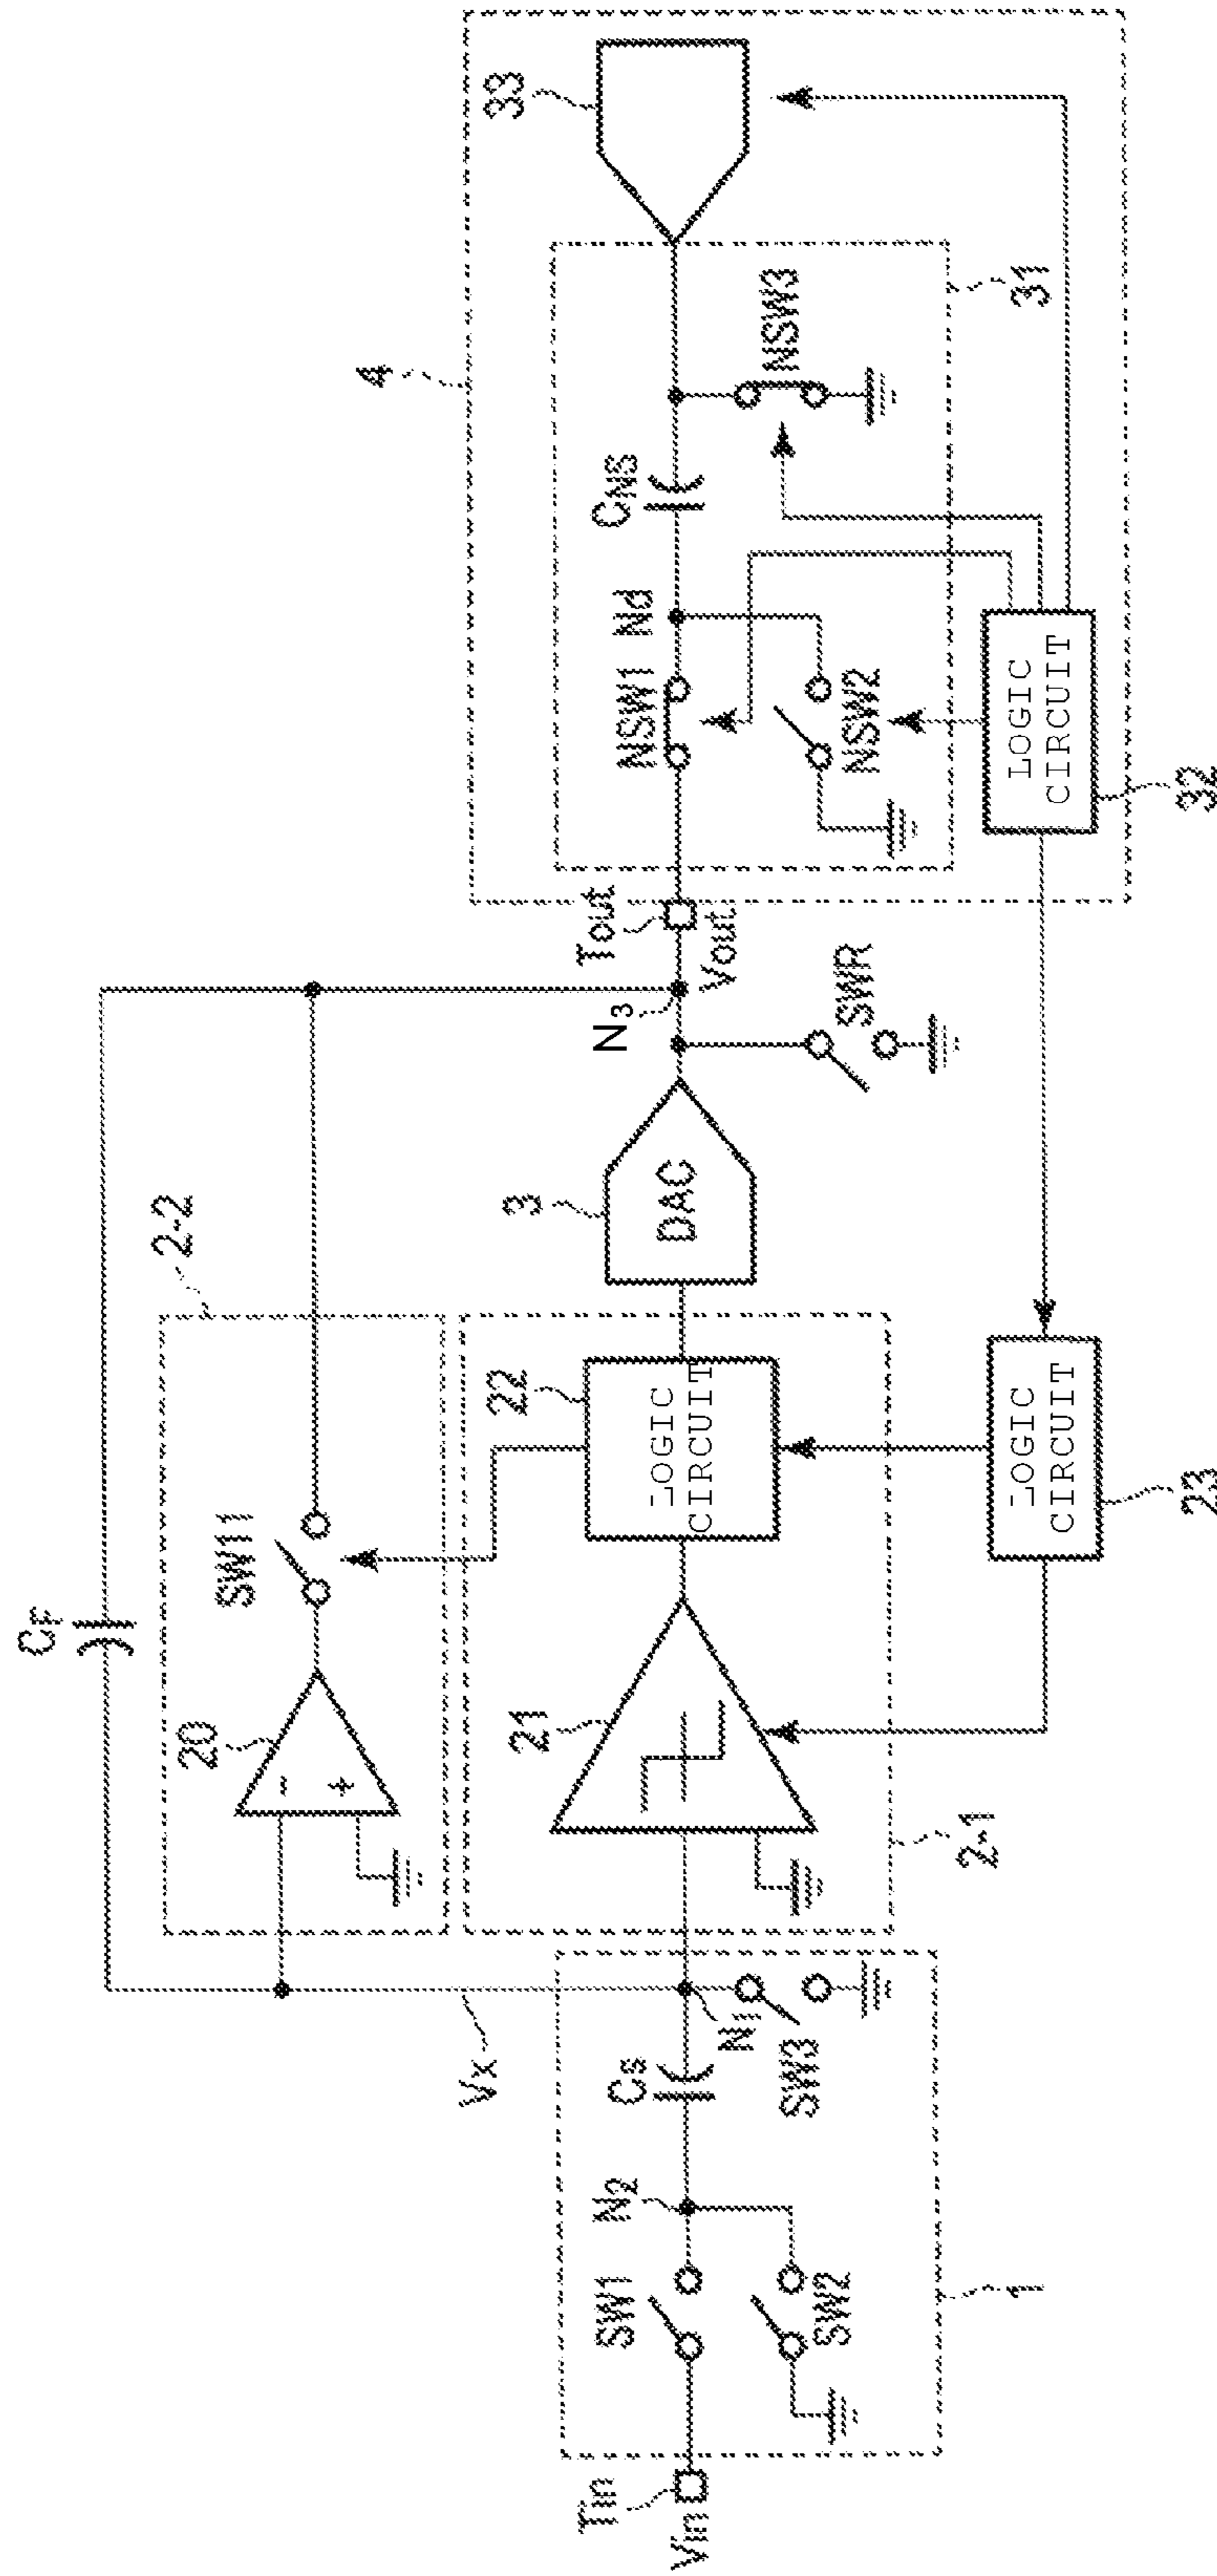 CF
2-2
20
SW11
Vx
Tin
Vin
SW1
SW2
N2
Cs
N1
SW3
1
21
2-1
22
LOGIC
CIRCUIT
LOGIC
CIRCUIT
23
3
DAC
N3
SWR
Tout
Vout
4
NSW1
Nd
NSW2
CNS
NSW3
31
33
LOGIC
CIRCUIT
32
-
+